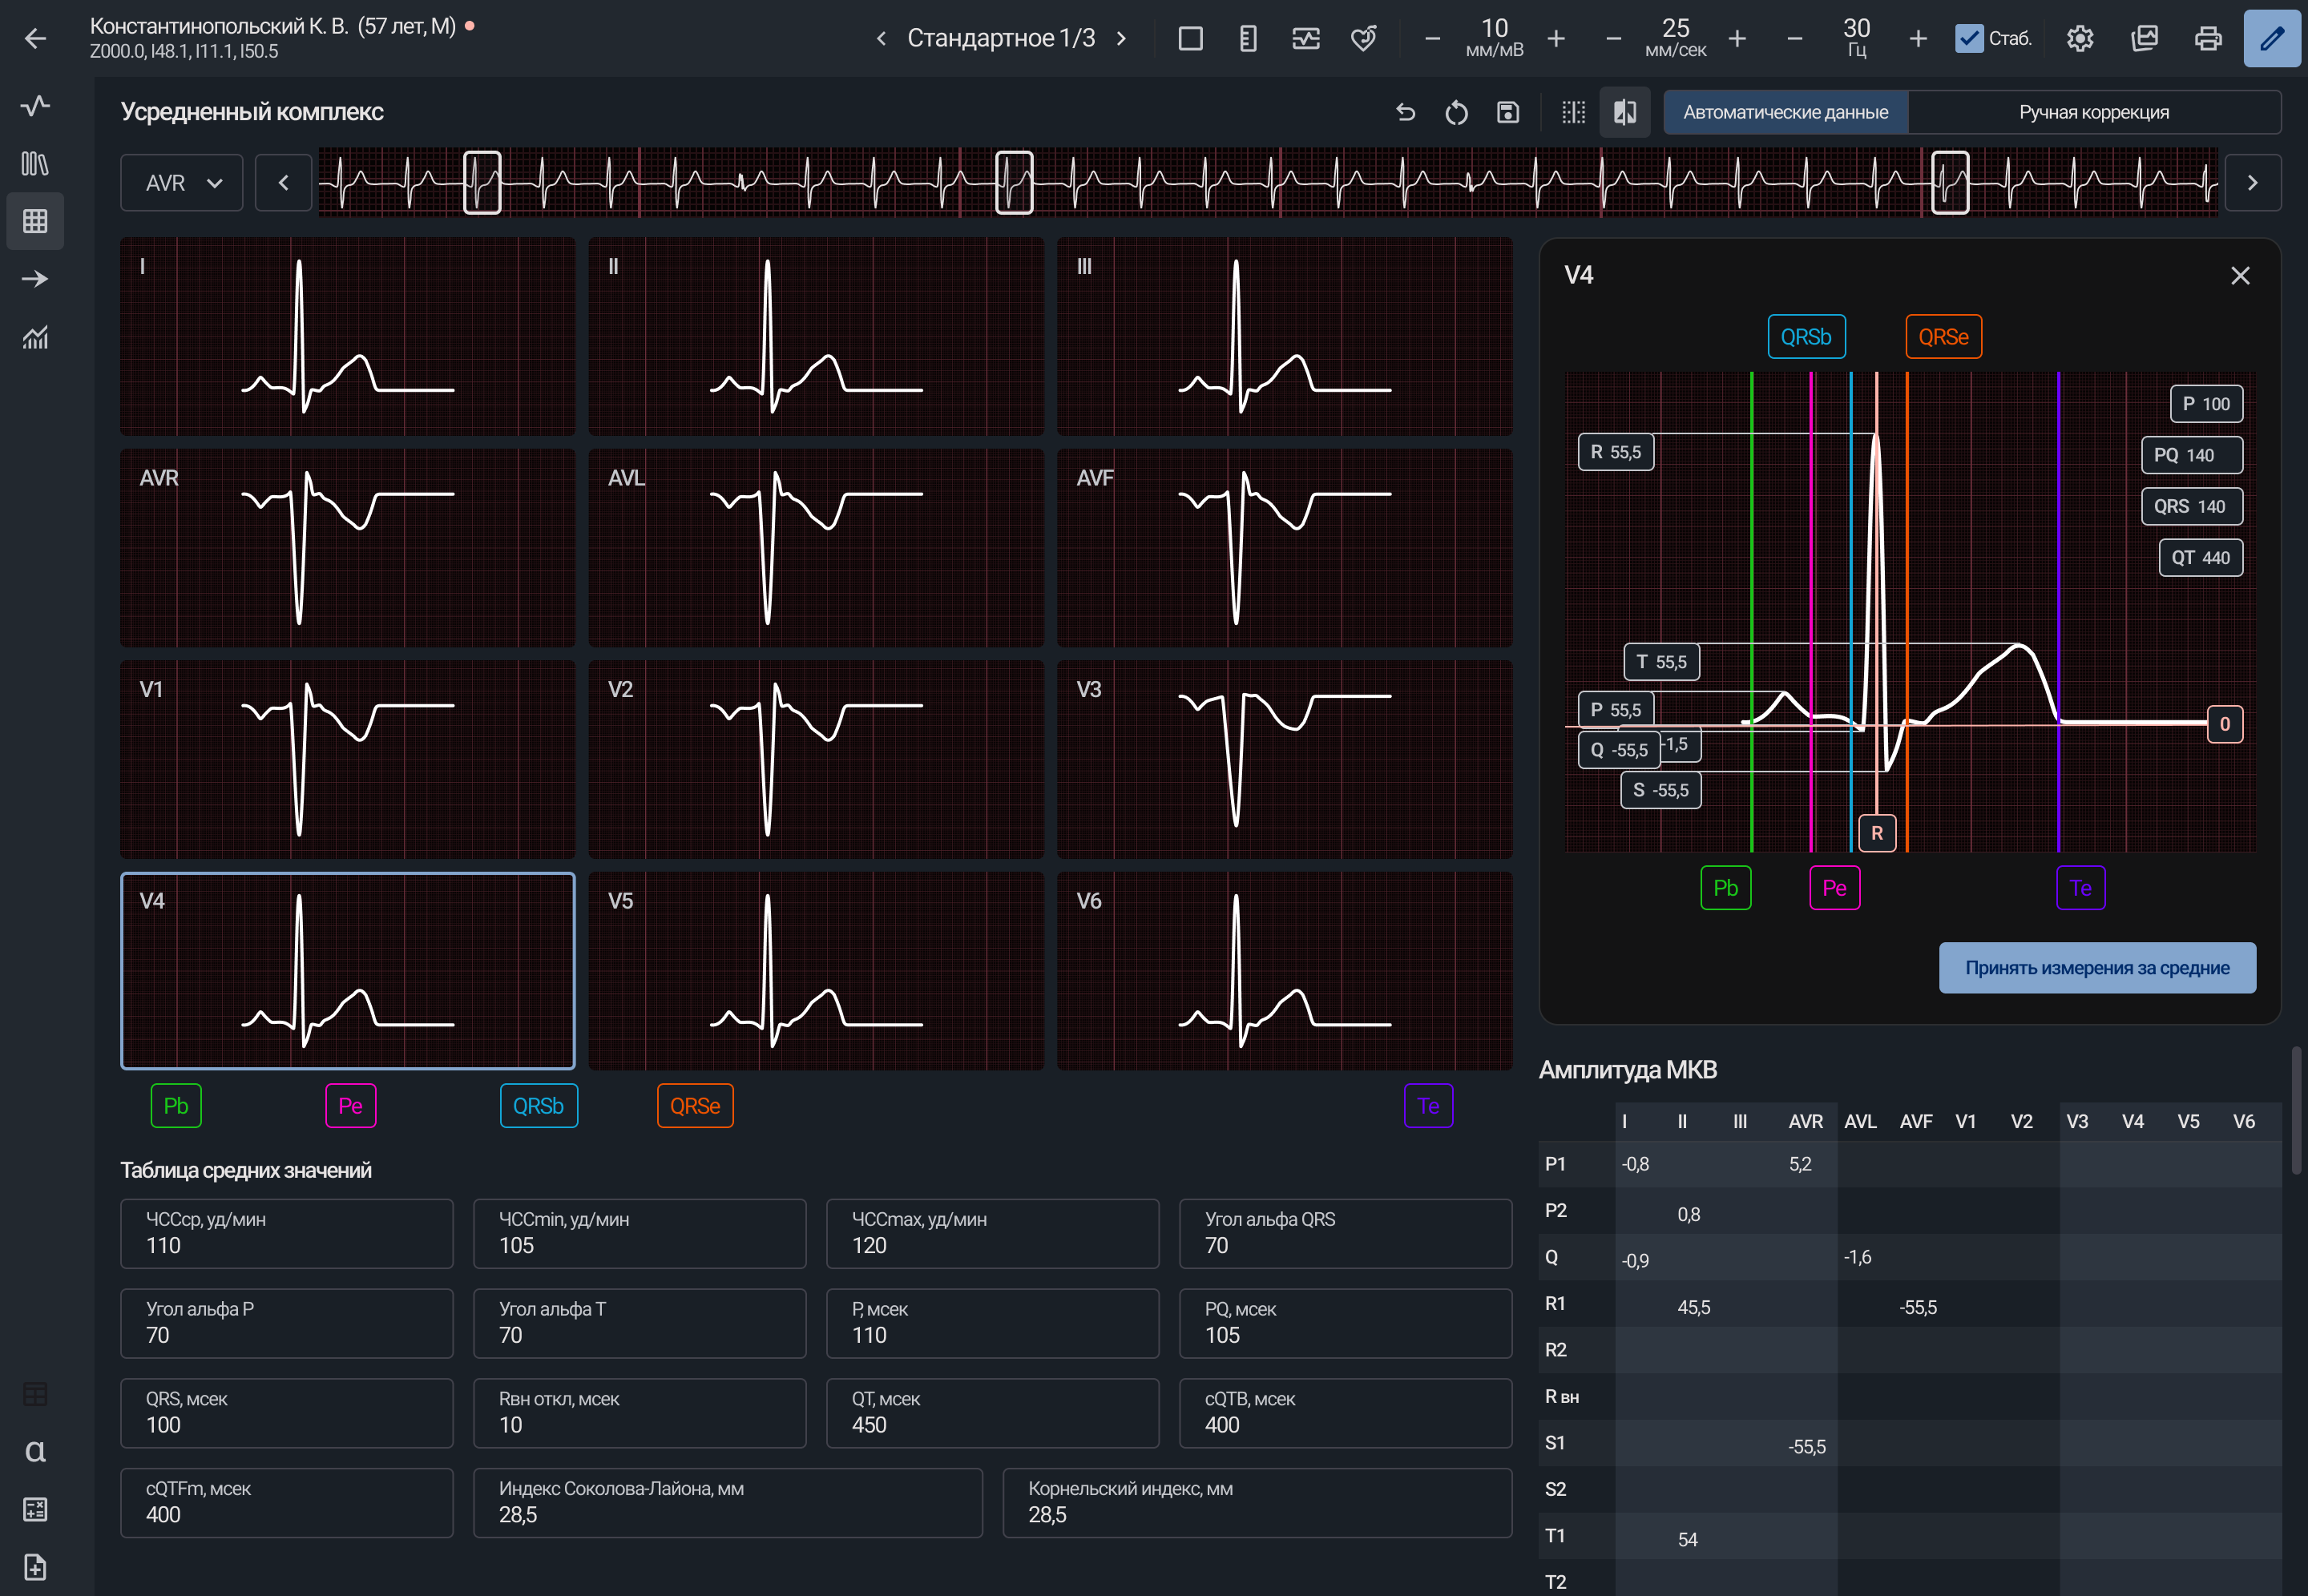 Константинопольский К. В. (57 лет, М)
Z000.0, I48.1, I11.1, I50.5
Стандартное 1/3
10
мм/мВ
25
мм/сек
30
Гц
Стаб.
Усредненный комплекс
Автоматические данные
Ручная коррекция
AVR
I
II
III
AVR
AVL
AVF
V1
V2
V3
V4
V5
V6
Pb
Pe
QRSb
QRSe
Te
V4
QRSb
QRSe
P 100
R 55,5
PQ 140
QRS 140
QT 440
T 55,5
P 55,5
0
Q -55,5
-1,5
S -55,5
R
Pb
Pe
Te
Принять измерения за средние
Таблица средних значений
ЧССср, уд/мин
110
ЧССmin, уд/мин
105
ЧССmax, уд/мин
120
Угол альфа QRS
70
Угол альфа P
70
Угол альфа T
70
P, мсек
110
PQ, мсек
105
QRS, мсек
100
Rвн откл, мсек
10
QT, мсек
450
cQTB, мсек
400
cQTFm, мсек
400
Индекс Соколова-Лайона, мм
28,5
Корнельский индекс, мм
28,5
Амплитуда МКВ
I II III AVR AVL AVF V1 V2 V3 V4 V5 V6
P1 -0,8 5,2
P2 0,8
Q -0,9 -1,6
R1 45,5 -55,5
R2
R вн
S1 -55,5
S2
T1 54
T2
α